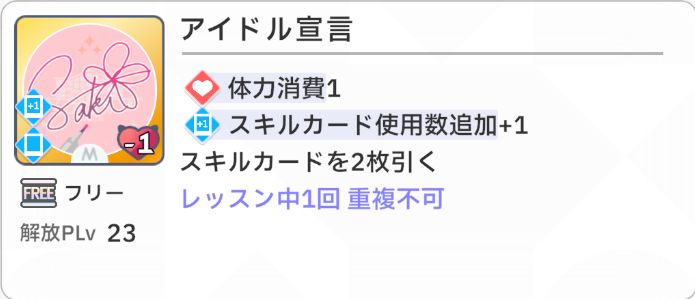 アイドル宣言
体力消費1
+1
スキルカード使用数追加+1
スキルカードを2枚引く
レッスン中1回 重複不可
Saki
+1
M
-1
FREE フリー
解放PLv 23